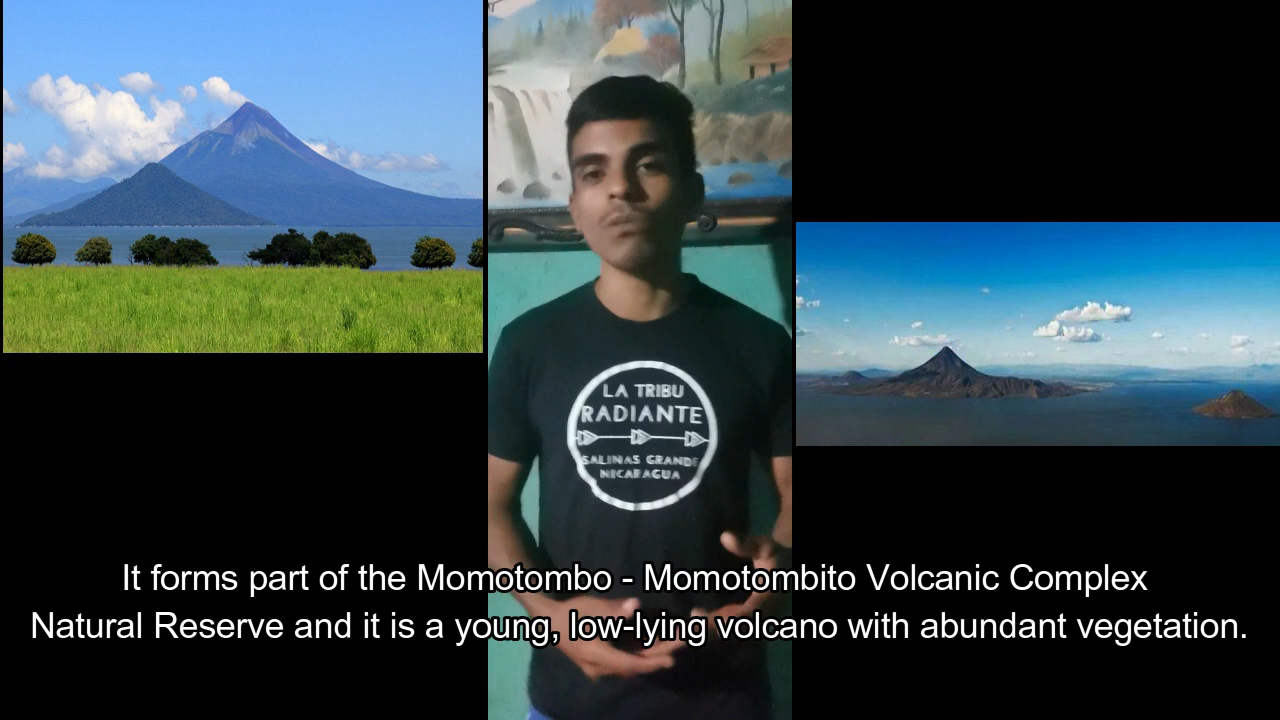 LA TRIBU
RADIANTE
SALINAS GRANDE
NICARAGUA
It forms part of the Momotombo - Momotombito Volcanic Complex
Natural Reserve and it is a young, low-lying volcano with abundant vegetation.